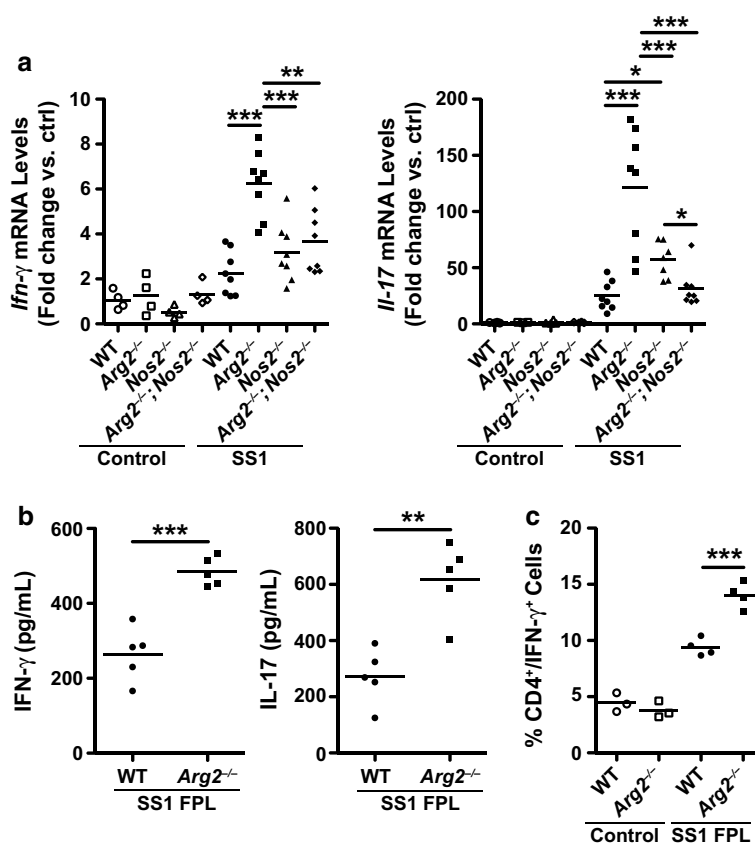 a
Ifn-γ mRNA Levels
(Fold change vs. ctrl)
10
8
6
4
2
0
***
***
**
WT
Arg2–/–
Nos2–/–
Arg2–/–; Nos2–/–
WT
Arg2–/–
Nos2–/–
Arg2–/–; Nos2–/–
Control
SS1
Il-17 mRNA Levels
(Fold change vs. ctrl)
200
150
100
50
0
***
*
***
***
*
WT
Arg2–/–
Nos2–/–
Arg2–/–; Nos2–/–
WT
Arg2–/–
Nos2–/–
Arg2–/–; Nos2–/–
Control
SS1
b
IFN-γ (pg/mL)
600
400
200
0
***
WT
Arg2–/–
SS1 FPL
IL-17 (pg/mL)
800
600
400
200
0
**
WT
Arg2–/–
SS1 FPL
c
% CD4+/IFN-γ+ Cells
20
15
10
5
0
***
WT
Arg2–/–
WT
Arg2–/–
Control
SS1 FPL